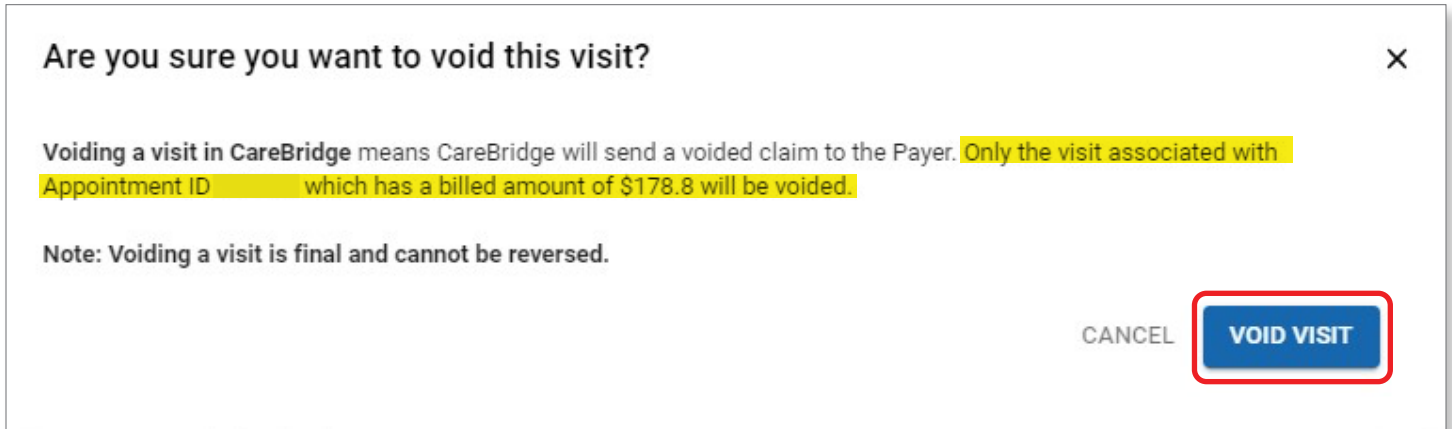 Are you sure you want to void this visit?
Voiding a visit in CareBridge means CareBridge will send a voided claim to the Payer. Only the visit associated with
Appointment ID which has a billed amount of $178.8 will be voided.
Note: Voiding a visit is final and cannot be reversed.
CANCEL VOID VISIT